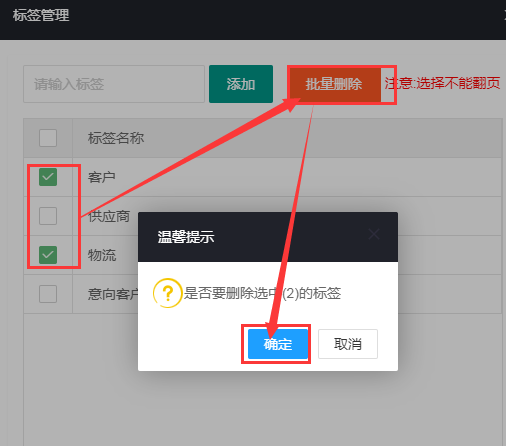 标签管理
请输入标签
添加
批量删除
注意:选择不能翻页
标签名称
客户
供应商
物流
意向客户
温馨提示
是否要删除选中(2)的标签
确定
取消